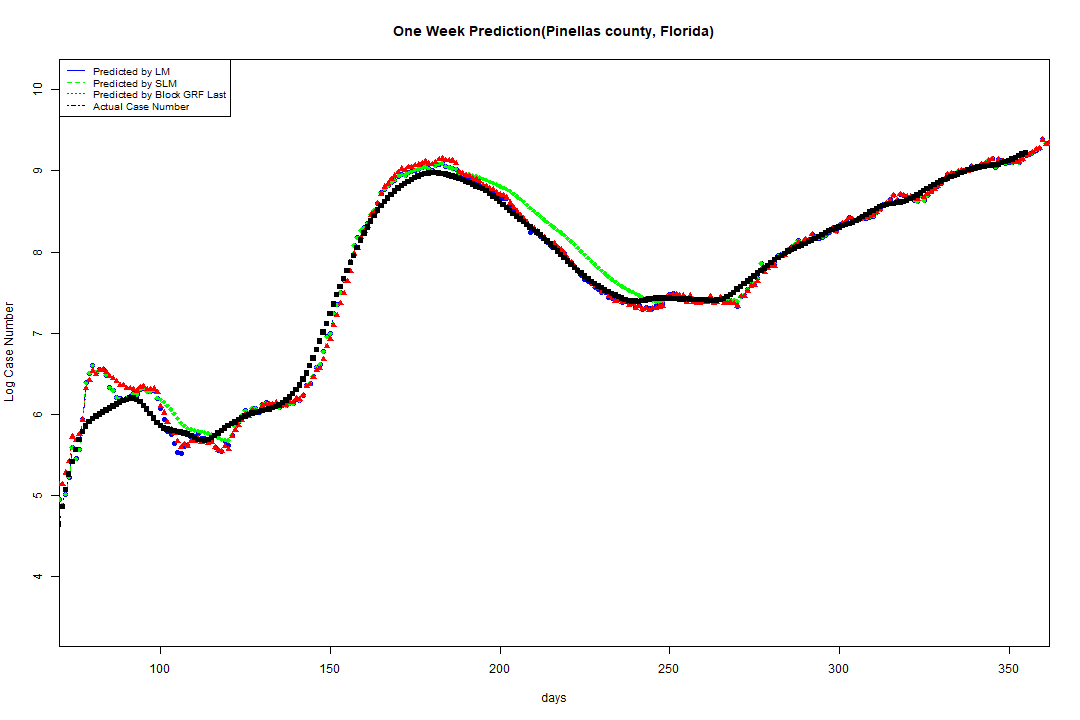 One Week Prediction(Pinellas county, Florida)
Predicted by LM
Predicted by SLM
Predicted by Block GRF Last
Actual Case Number
10
9
8
7
6
5
4
Log Case Number
100 150 200 250 300 350
days